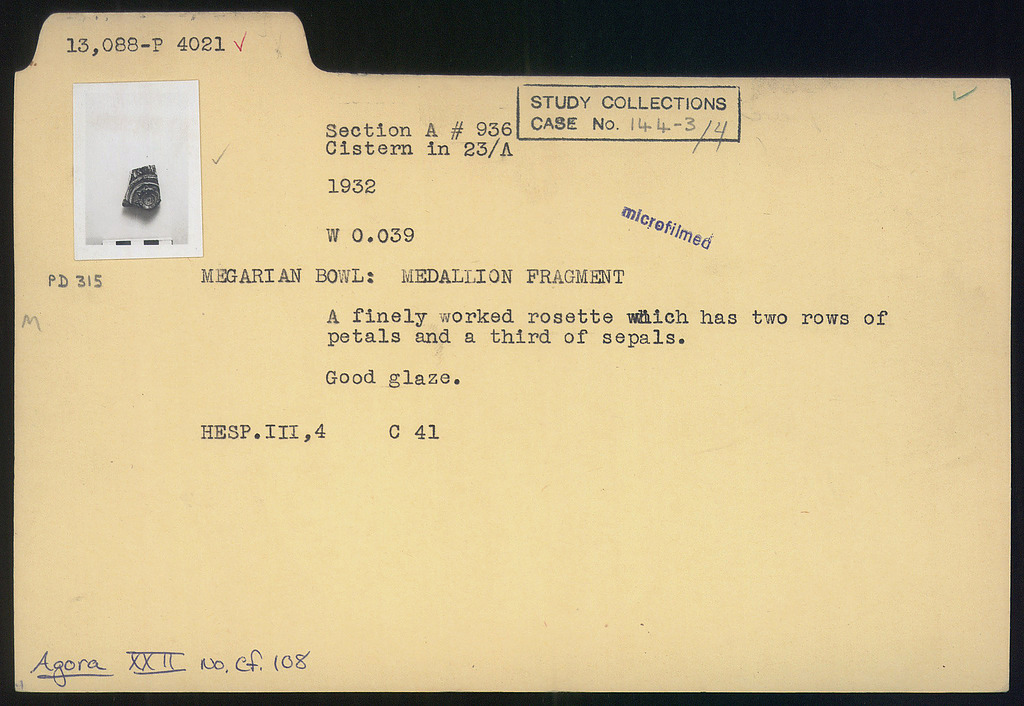 13,088-P 4021 ✓
STUDY COLLECTIONS
CASE No. 144-3/4
Section A # 936
Cistern in 23/Λ
1932
W 0.039
microfilmed
PD 315
MEGARIAN BOWL: MEDALLION FRAGMENT
M
A finely worked rosette which has two rows of
petals and a third of sepals.
Good glaze.
HESP.III,4 C 41
Agora XXII No. cf. 108